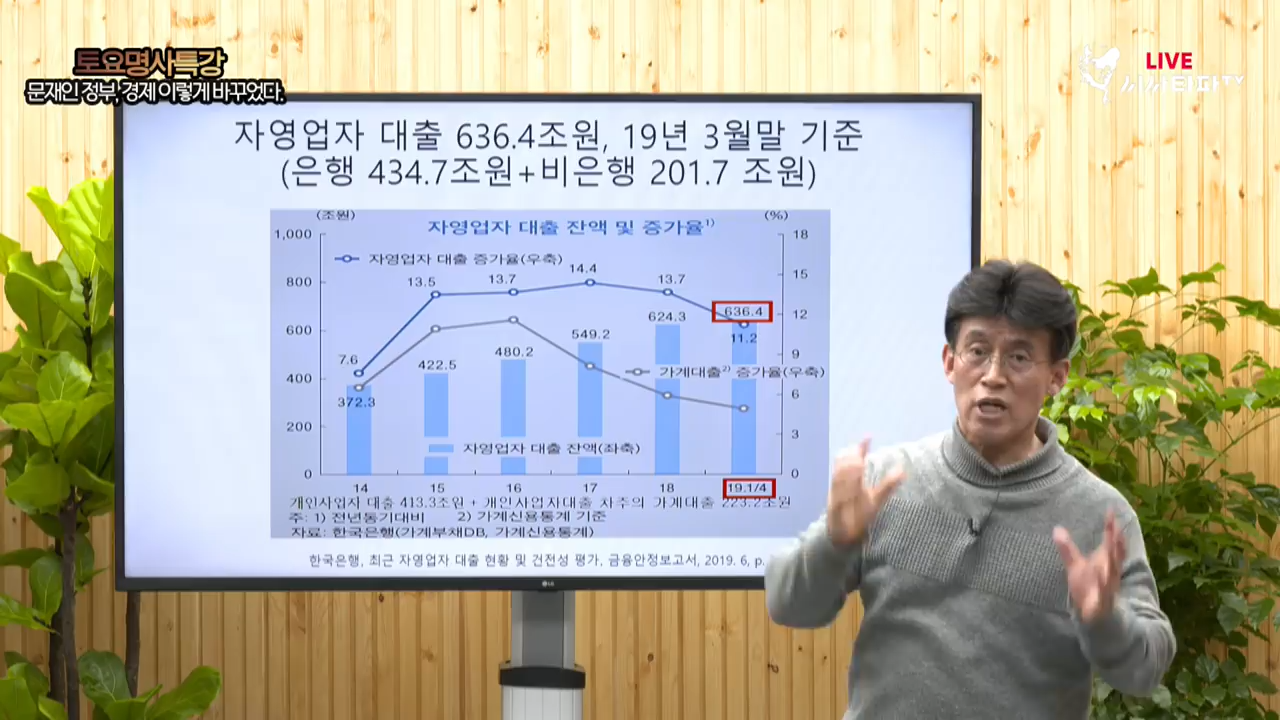 토요명사특강
문재인 정부, 경제 이렇게 바꾸었다.
LIVE
시사타파TV
자영업자 대출 636.4조원, 19년 3월말 기준
(은행 434.7조원+비은행 201.7 조원)
(조원)
(%)
자영업자 대출 잔액 및 증가율1)
1,000
18
자영업자 대출 증가율(우축)
14.4
800
13.5
13.7
13.7
15
636.4
624.3
12
600
549.2
11.2
480.2
9
7.6
422.5
가계대출2) 증가율(우축)
400
372.3
6
200
자영업자 대출 잔액(좌축)
3
0
0
14
15
16
17
18
19.1/4
개인사업자 대출 413.3조원 + 개인사업자대출 차주의 가계대출 223.2조원
주: 1) 전년동기대비 2) 가계신용통계 기준
자료: 한국은행(가계부채DB, 가계신용통계)
한국은행, 최근 자영업자 대출 현황 및 건전성 평가, 금융안정보고서, 2019. 6, p.
LG